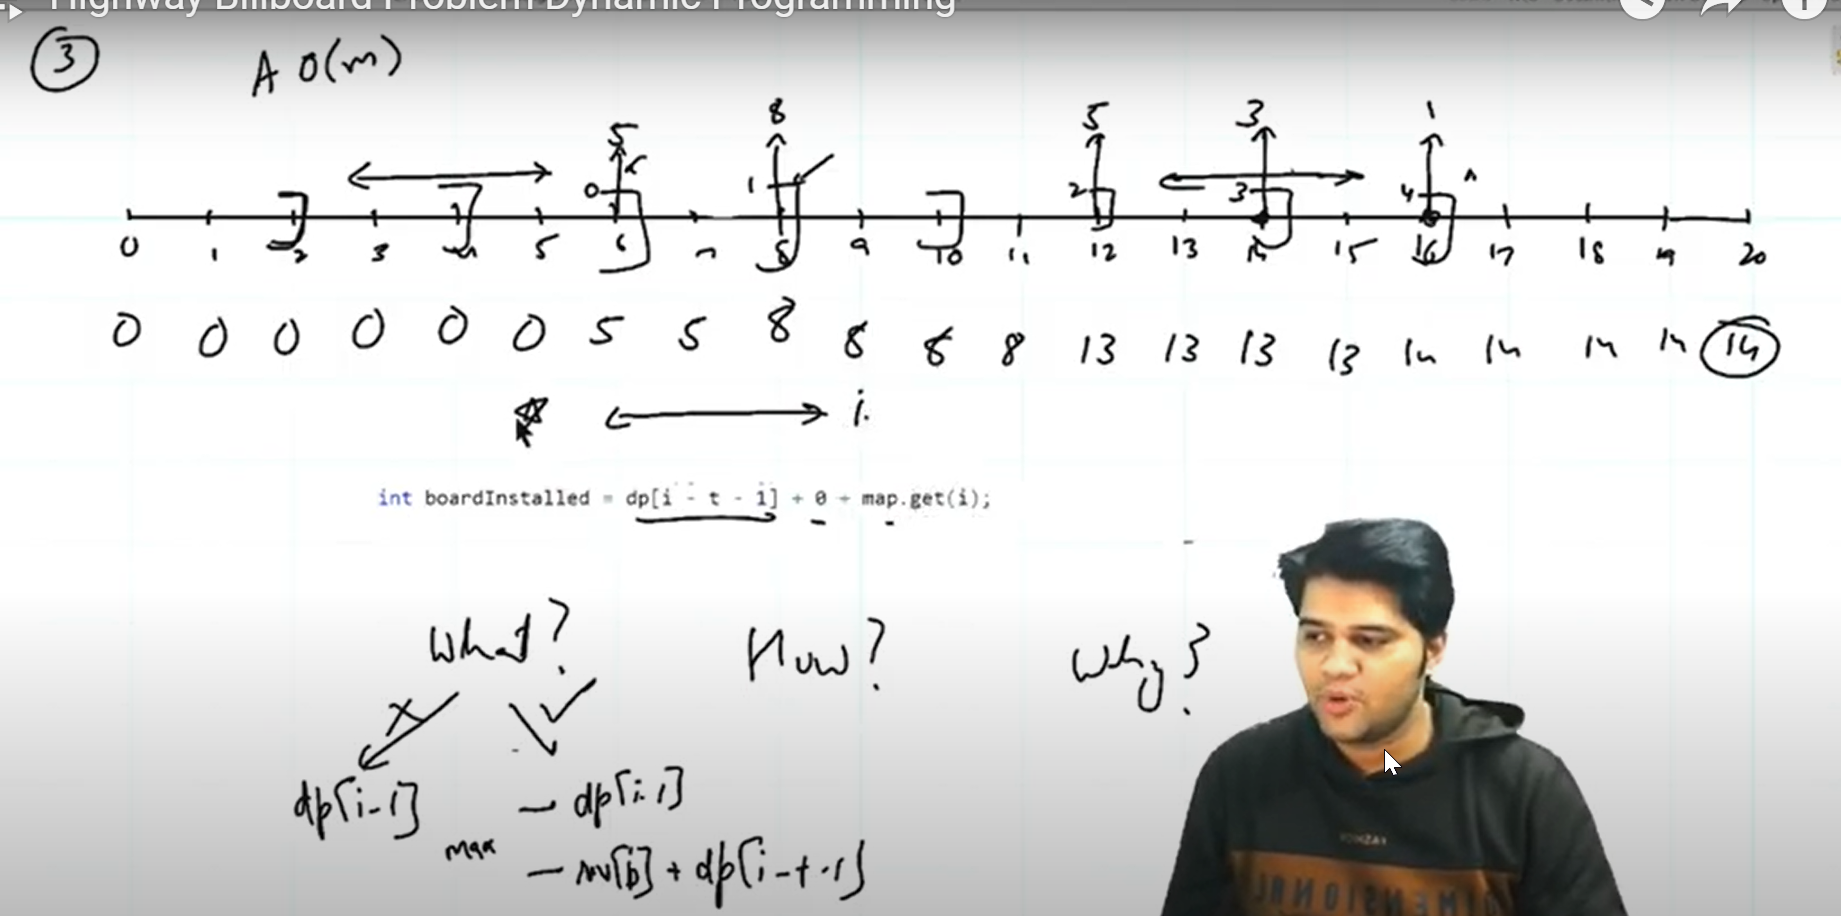 Highway Billboard Problem Dynamic Programming
3
A O(m)
5 8 5 3 1
0 1 2 3 4
0 1 2 3 4 5 6 7 8 9 10 11 12 13 14 15 16 17 18 19 20
0 0 0 0 0 0 5 5 8 8 8 8 13 13 13 13 14 14 14 14 14
i.
int boardInstalled = dp[i - t - 1] + 0 + map.get(i);
What? How? Why?
dp[i-1] - dp[i-1]
max
+ dp[i-t-1]
DIMENSIONAL